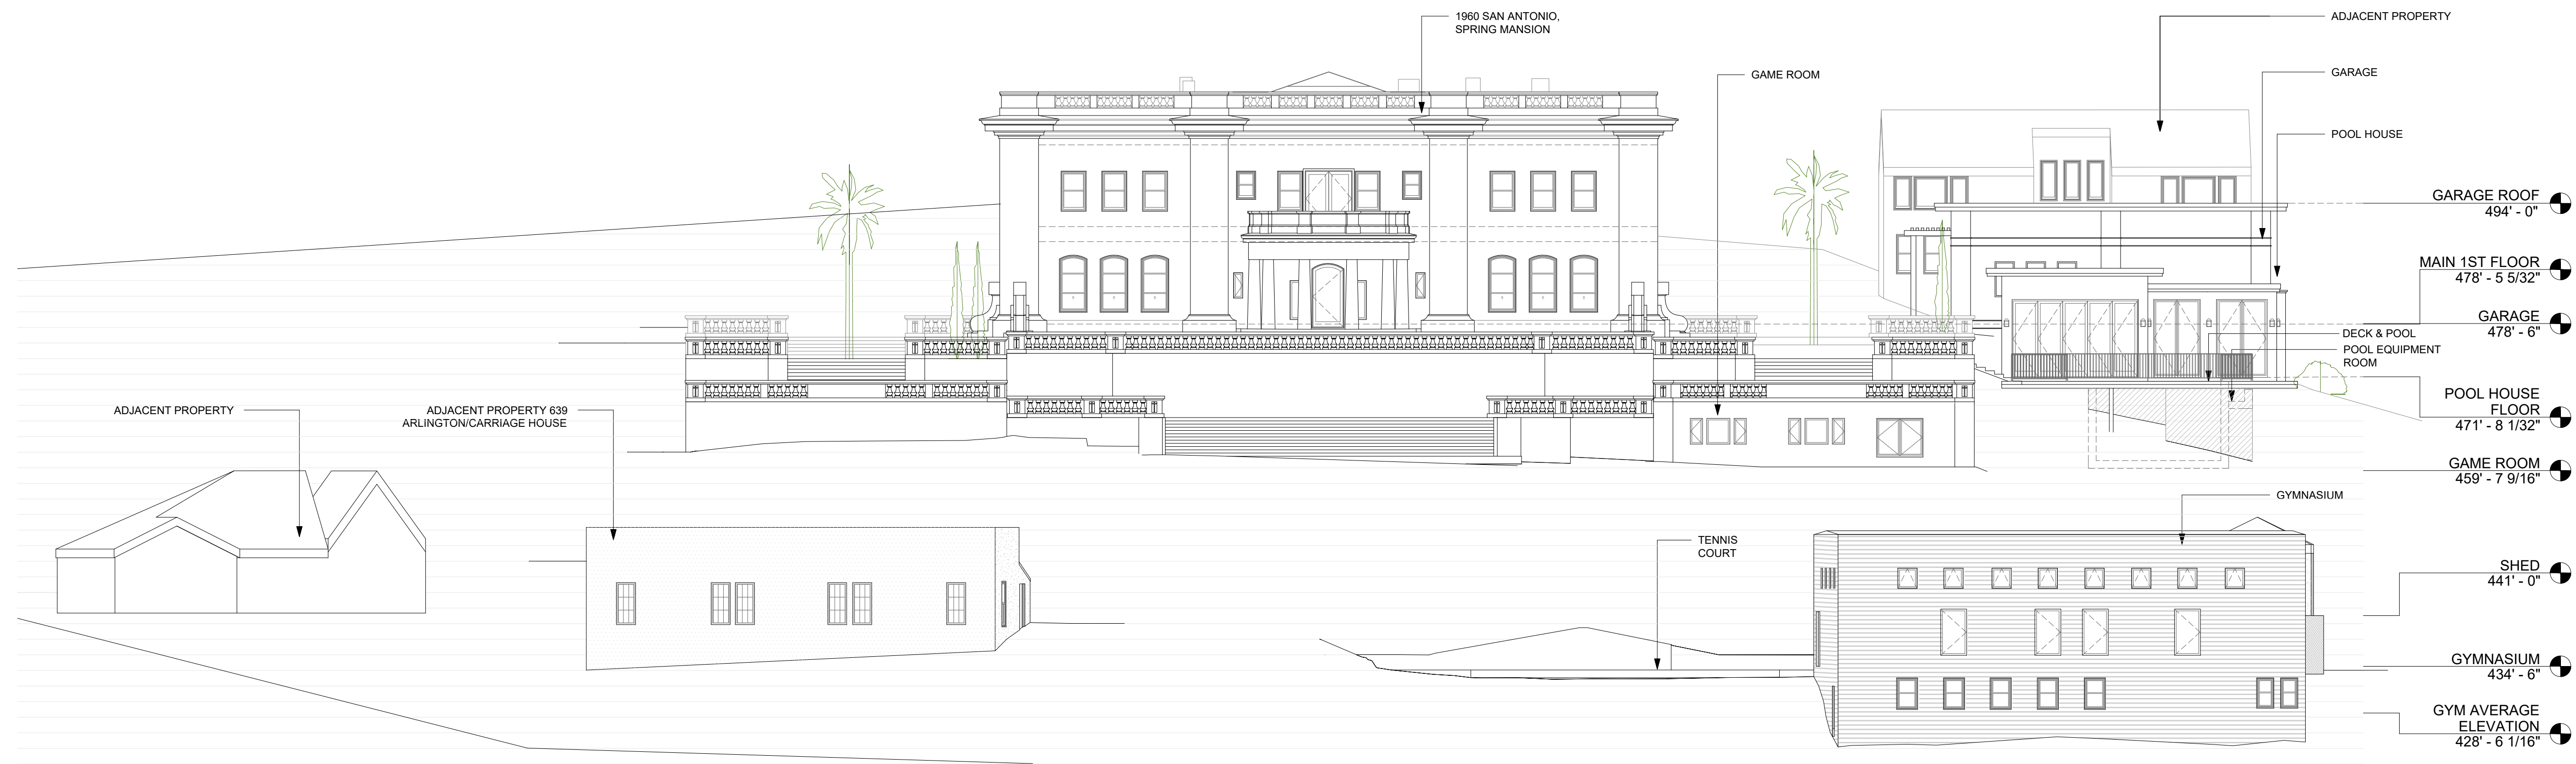 1960 SAN ANTONIO,
SPRING MANSION
ADJACENT PROPERTY
GAME ROOM
GARAGE
POOL HOUSE
GARAGE ROOF
494' - 0"
MAIN 1ST FLOOR
478' - 5 5/32"
GARAGE
478' - 6"
DECK & POOL
POOL EQUIPMENT
ROOM
POOL HOUSE
FLOOR
471' - 8 1/32"
ADJACENT PROPERTY
ADJACENT PROPERTY 639
ARLINGTON/CARRIAGE HOUSE
GAME ROOM
459' - 7 9/16"
GYMNASIUM
TENNIS
COURT
SHED
441' - 0"
GYMNASIUM
434' - 6"
GYM AVERAGE
ELEVATION
428' - 6 1/16"